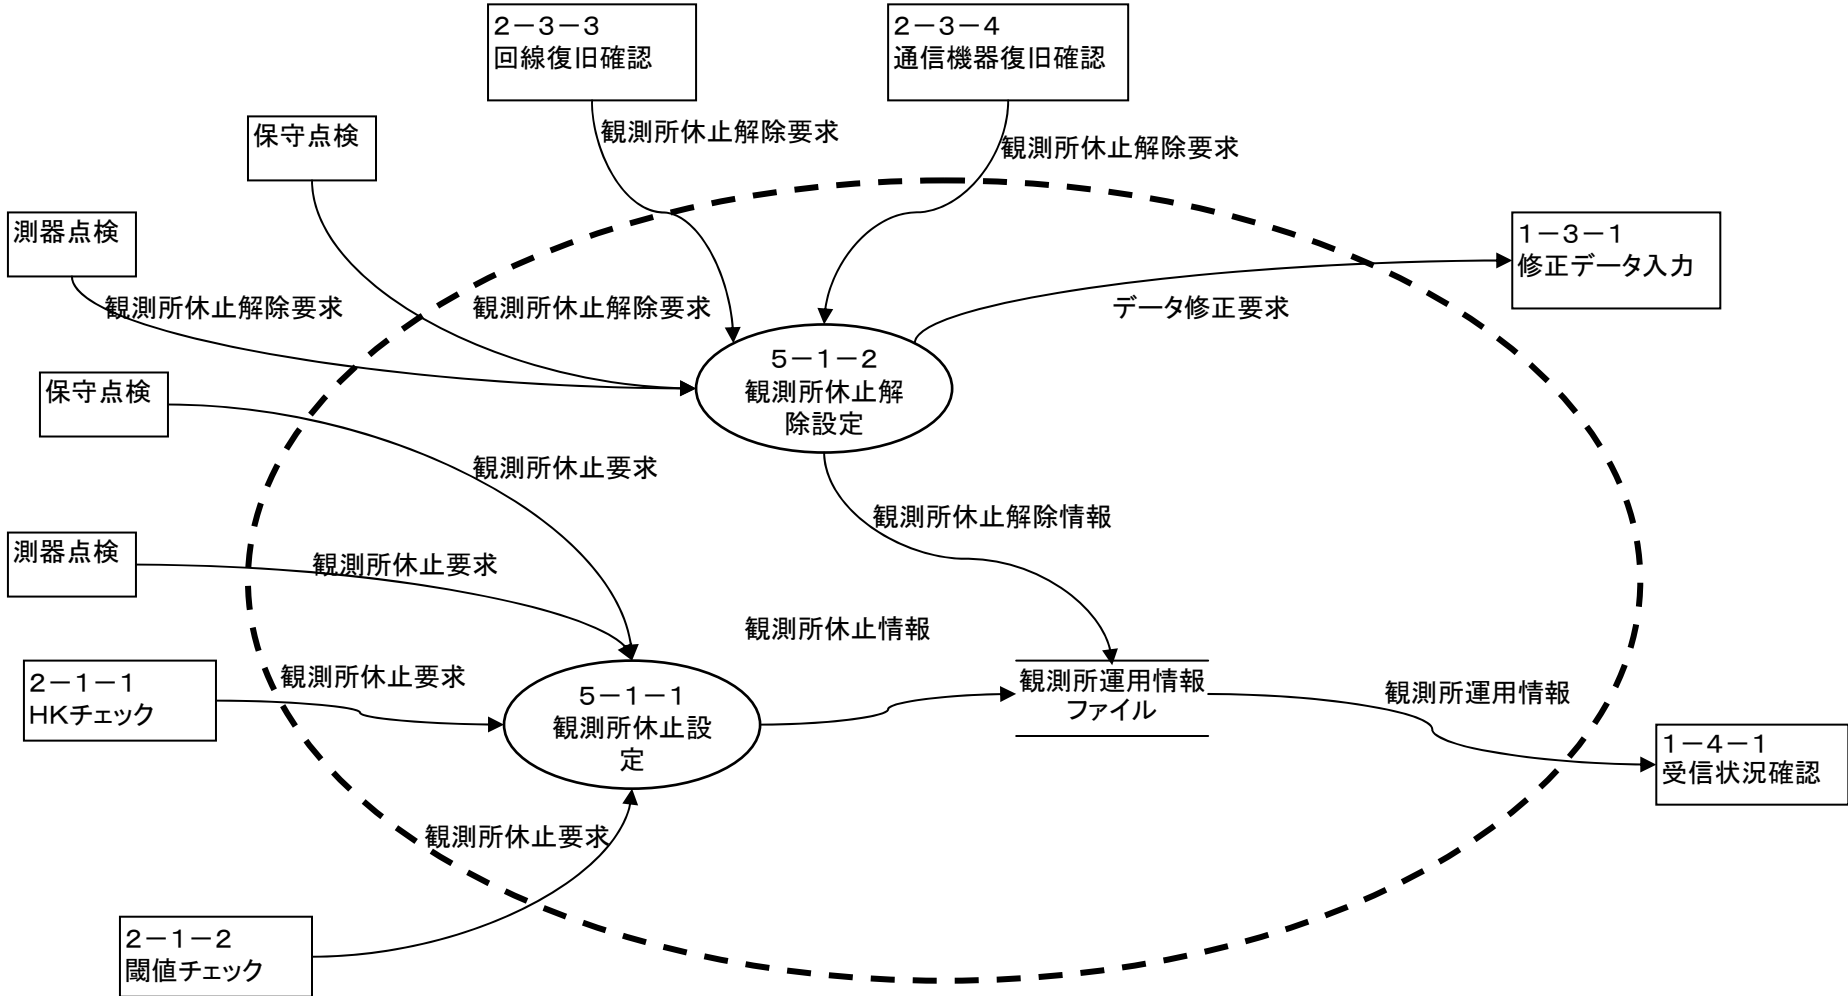 2－3－3
回線復旧確認
2－3－4
通信機器復旧確認
観測所休止解除要求
観測所休止解除要求
保守点検
測器点検
1－3－1
修正データ入力
観測所休止解除要求
観測所休止解除要求
データ修正要求
5－1－2
観測所休止解
除設定
保守点検
観測所休止要求
観測所休止解除情報
測器点検
観測所休止要求
観測所休止情報
2－1－1
HKチェック
観測所休止要求
5－1－1
観測所休止設
定
観測所運用情報
ファイル
観測所運用情報
1－4－1
受信状況確認
観測所休止要求
2－1－2
閾値チェック